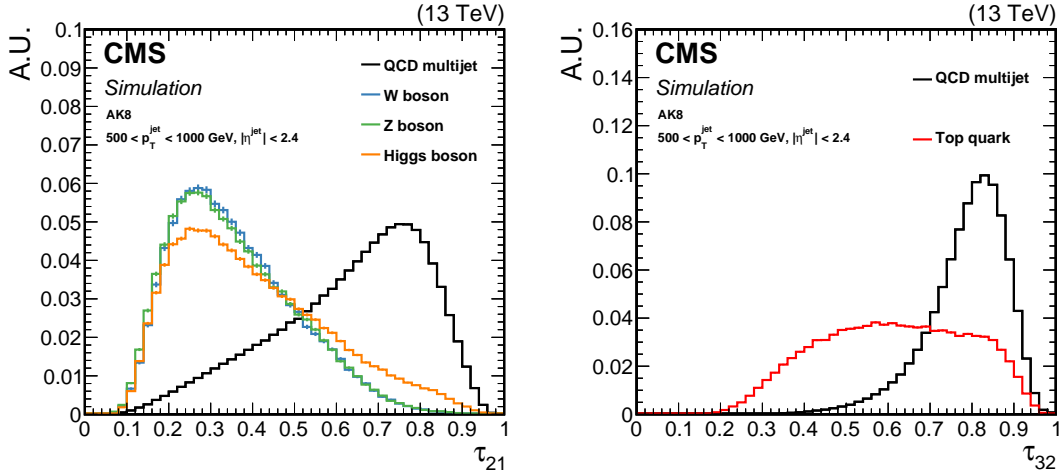 (13 TeV)
A.U.
0.1
0.09
0.08
0.07
0.06
0.05
0.04
0.03
0.02
0.01
0
CMS
Simulation
AK8
500 < p_T^jet < 1000 GeV, |η^jet| < 2.4
QCD multijet
W boson
Z boson
Higgs boson
0 0.1 0.2 0.3 0.4 0.5 0.6 0.7 0.8 0.9 1
τ21
(13 TeV)
A.U.
0.16
0.14
0.12
0.1
0.08
0.06
0.04
0.02
0
CMS
Simulation
AK8
500 < p_T^jet < 1000 GeV, |η^jet| < 2.4
QCD multijet
Top quark
0 0.1 0.2 0.3 0.4 0.5 0.6 0.7 0.8 0.9 1
τ32